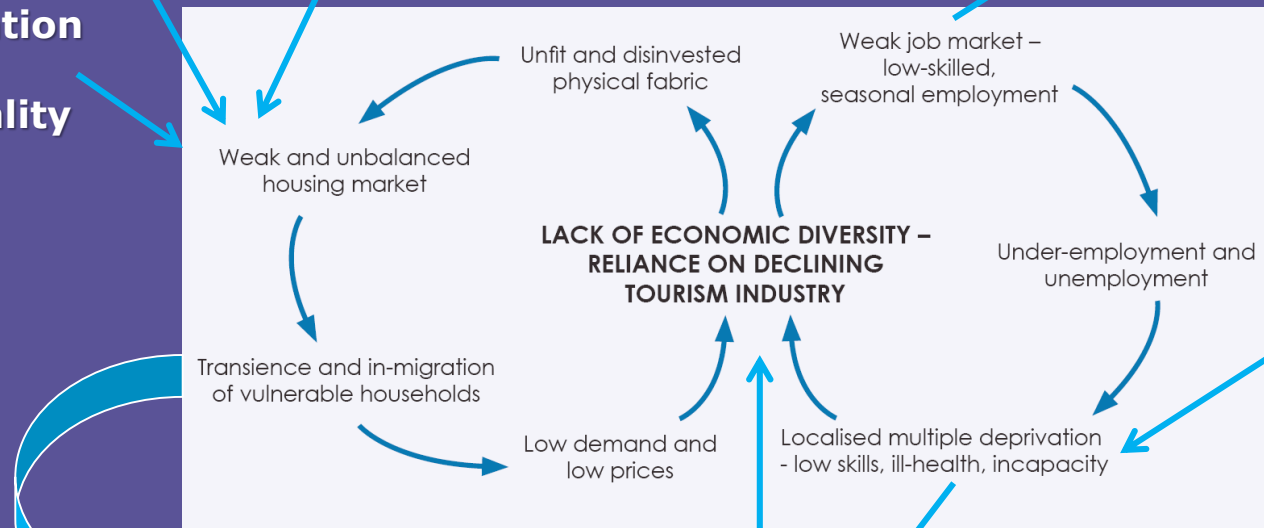 tion
lity
Unfit and disinvested
physical fabric
Weak job market –
low-skilled,
seasonal employment
Weak and unbalanced
housing market
LACK OF ECONOMIC DIVERSITY –
RELIANCE ON DECLINING
TOURISM INDUSTRY
Under-employment and
unemployment
Transience and in-migration
of vulnerable households
Low demand and
low prices
Localised multiple deprivation
- low skills, ill-health, incapacity